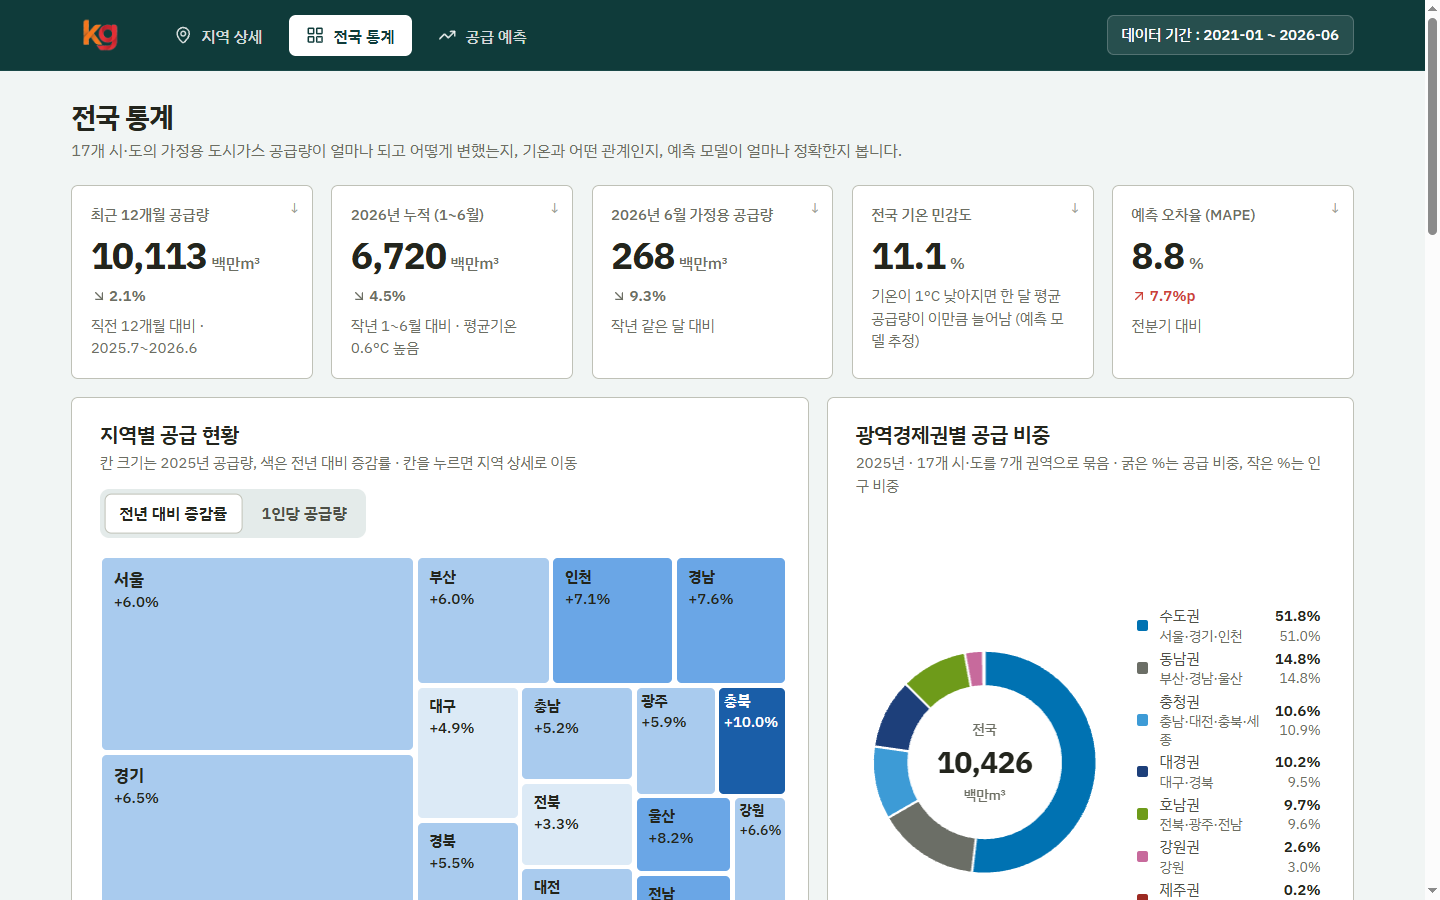 kg
지역 상세
전국 통계
공급 예측
데이터 기간 : 2021-01 ~ 2026-06
전국 통계
17개 시·도의 가정용 도시가스 공급량이 얼마나 되고 어떻게 변했는지, 기온과 어떤 관계인지, 예측 모델이 얼마나 정확한지 봅니다.
최근 12개월 공급량 ↓
10,113 백만m³
↘ 2.1%
직전 12개월 대비 ·
2025.7~2026.6
2026년 누적 (1~6월) ↓
6,720 백만m³
↘ 4.5%
작년 1~6월 대비 · 평균기온
0.6°C 높음
2026년 6월 가정용 공급량 ↓
268 백만m³
↘ 9.3%
작년 같은 달 대비
전국 기온 민감도 ↓
11.1 %
기온이 1°C 낮아지면 한 달 평균
공급량이 이만큼 늘어남 (예측 모
델 추정)
예측 오차율 (MAPE) ↓
8.8 %
↗ 7.7%p
전분기 대비
지역별 공급 현황
칸 크기는 2025년 공급량, 색은 전년 대비 증감률 · 칸을 누르면 지역 상세로 이동
전년 대비 증감률
1인당 공급량
서울
+6.0%
경기
+6.5%
부산
+6.0%
인천
+7.1%
경남
+7.6%
대구
+4.9%
충남
+5.2%
광주
+5.9%
충북
+10.0%
전북
+3.3%
울산
+8.2%
강원
+6.6%
경북
+5.5%
대전
전남
광역경제권별 공급 비중
2025년 · 17개 시·도를 7개 권역으로 묶음 · 굵은 %는 공급 비중, 작은 %는 인
구 비중
전국
10,426
백만m³
수도권 51.8%
서울·경기·인천 51.0%
동남권 14.8%
부산·경남·울산 14.8%
충청권 10.6%
충남·대전·충북·세 10.9%
종
대경권 10.2%
대구·경북 9.5%
호남권 9.7%
전북·광주·전남 9.6%
강원권 2.6%
강원 3.0%
제주권 0.2%